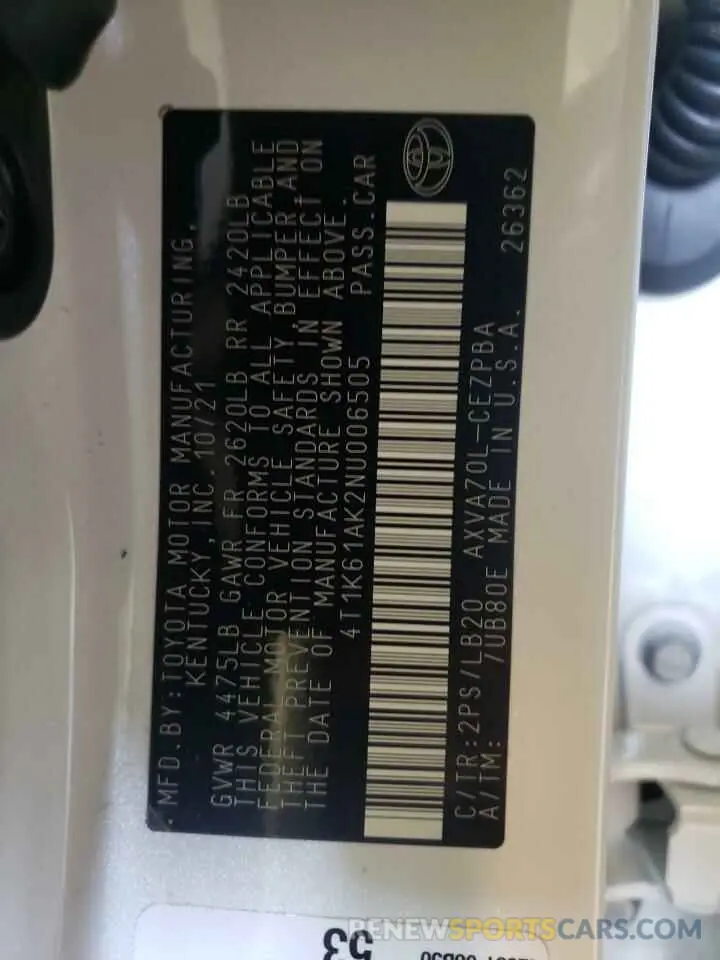 MFD.BY:TOYOTA MOTOR MANUFACTURING,
KENTUCKY,INC. 10/21
GVWR 4475LB GAWR FR 2620LB RR 2420LB
THIS VEHICLE CONFORMS TO ALL APPLICABLE
FEDERAL MOTOR VEHICLE SAFETY,BUMPER,AND
THEFT PREVENTION STANDARDS IN EFFECT ON
THE DATE OF MANUFACTURE SHOWN ABOVE.
4T1K61AK2NU006505 PASS.CAR
C/TR:2PS/LB20 AXVA70L-CEZPBA
A/TM: /UB80E MADE IN U.S.A. 26362
53
RENEWSPORTSCARS.COM